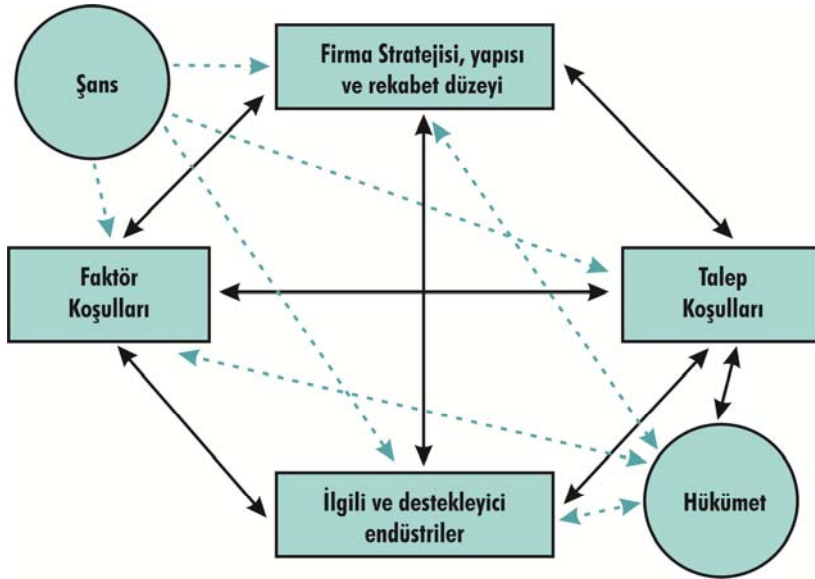 Şans
Firma Stratejisi, yapısı
ve rekabet düzeyi
Faktör
Koşulları
Talep
Koşulları
İlgili ve destekleyici
endüstriler
Hükümet